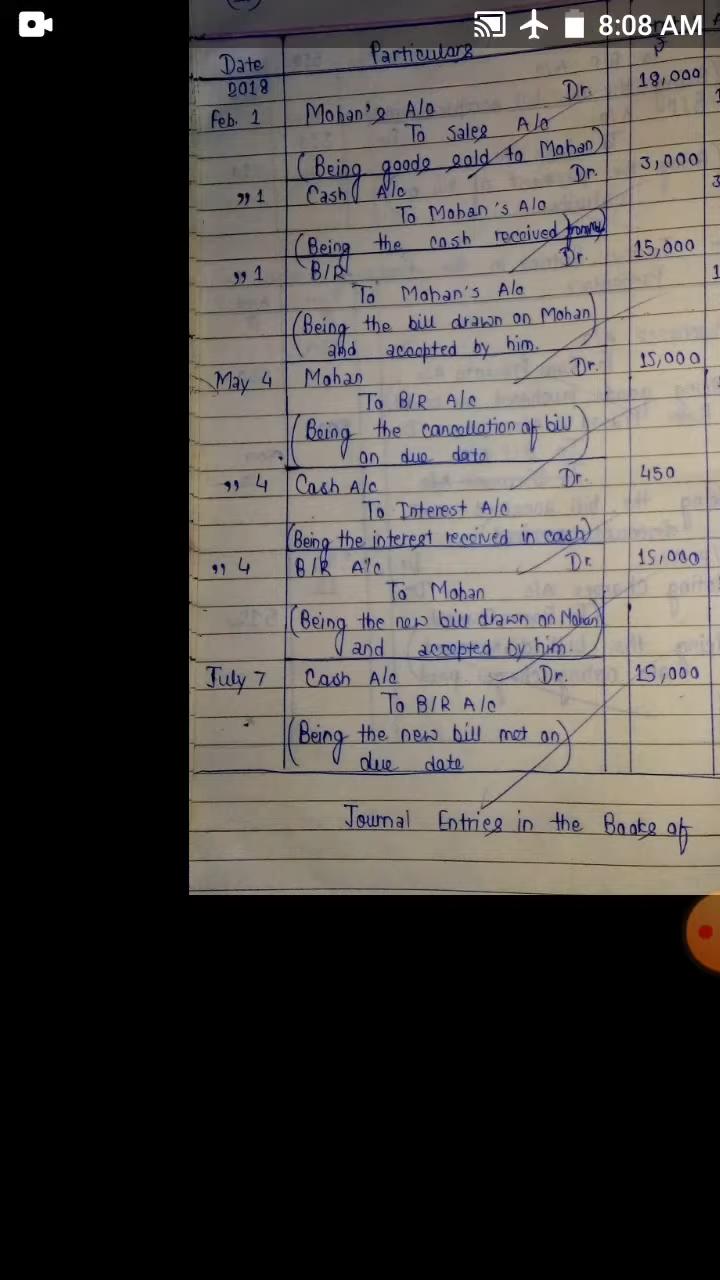 8:08 AM
Date Particulars ₹
2018
Feb. 1 Mohan's A/c Dr. 18,000
To Sales A/c
(Being goods sold to Mohan)
,, 1 Cash A/c Dr. 3,000
To Mohan's A/c
(Being the cash received
,, 1 B/R Dr. 15,000
To Mohan's A/c
(Being the bill drawn on Mohan)
and accepted by him.
May 4 Mohan Dr. 15,000
To B/R A/c
(Being the cancellation of bill)
on due date
,, 4 Cash A/c Dr. 450
To Interest A/c
(Being the interest received in cash)
,, 4 B/R A/c Dr. 15,000
To Mohan
(Being the new bill drawn on Mohan)
and accepted by him.
July 7 Cash A/c Dr. 15,000
To B/R A/c
(Being the new bill met on)
due date
Journal Entries in the Books of